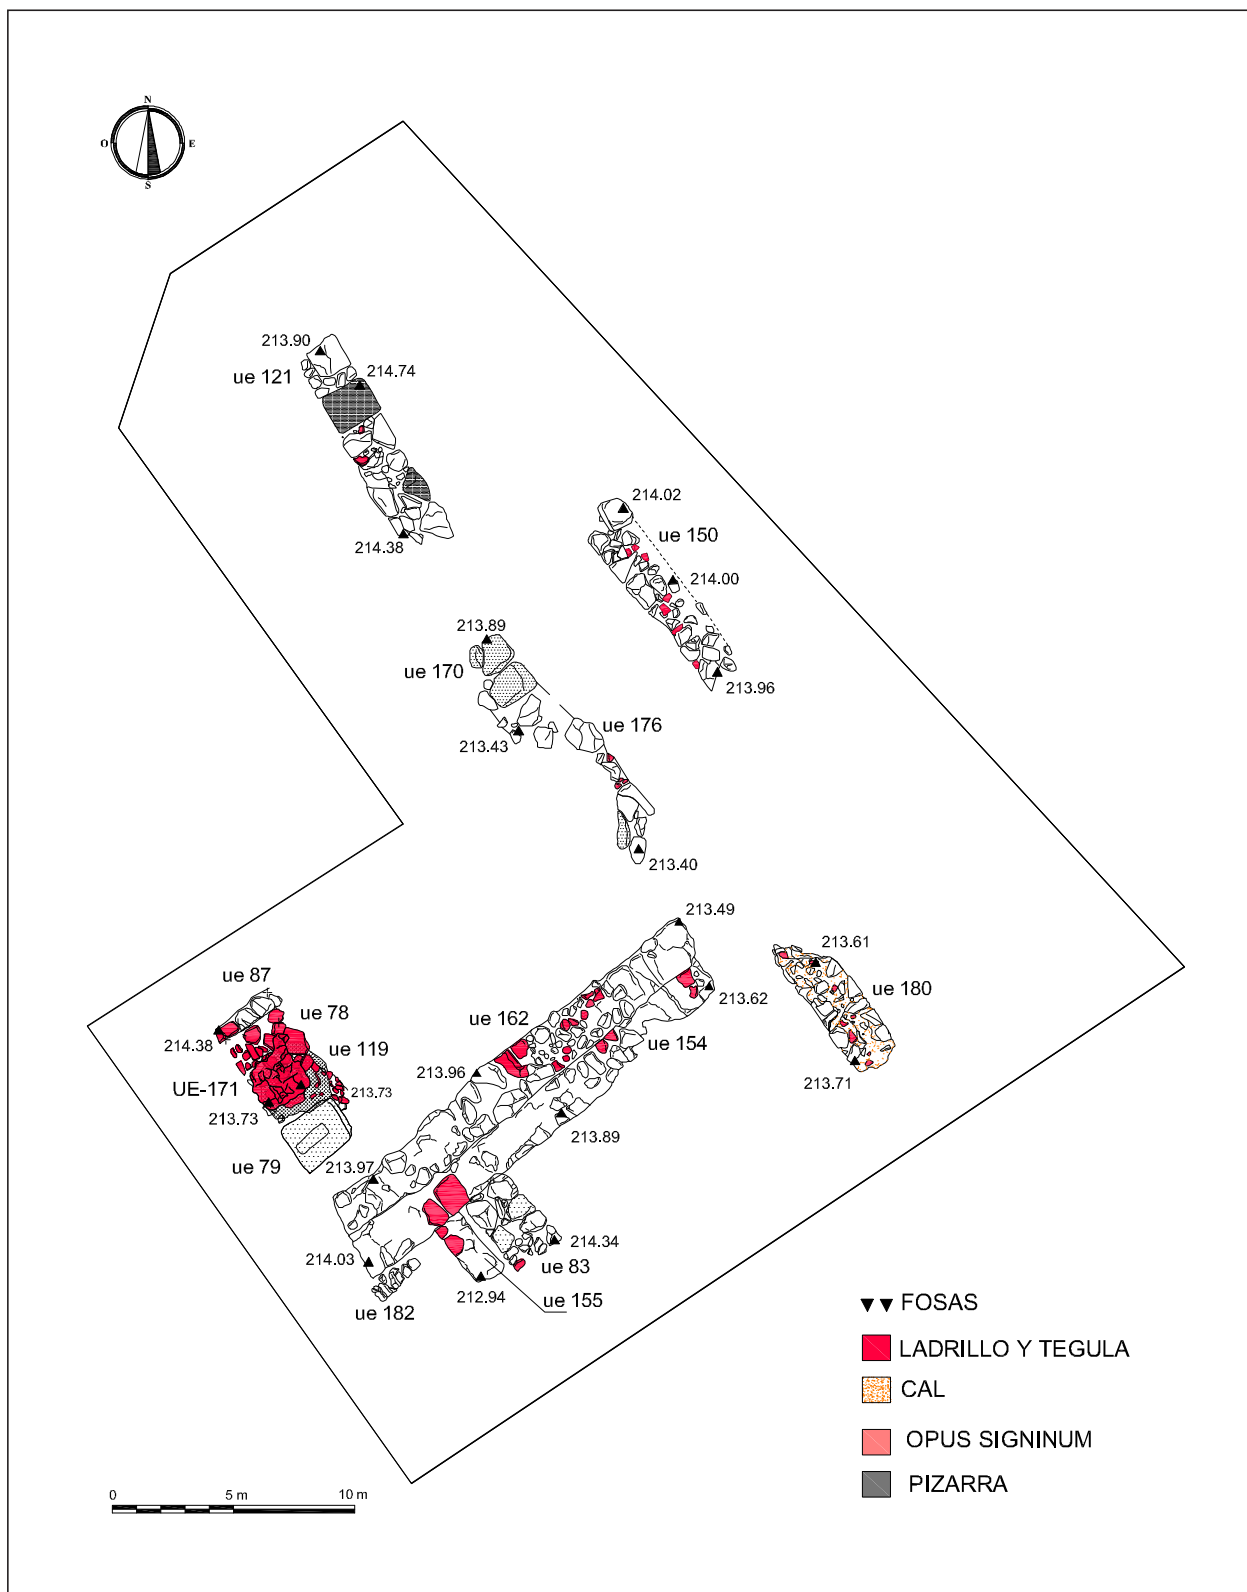 N
O E
S
213.90
ue 121
214.74
214.38
214.02
ue 150
214.00
213.96
213.89
ue 170
213.43
ue 176
213.40
213.49
213.62
213.61
ue 180
213.71
ue 87
ue 78
214.38
ue 119
UE-171
213.73
213.73
ue 79
ue 162
ue 154
213.96
213.89
213.97
214.03
ue 182
212.94
214.34
ue 83
ue 155
FOSAS
LADRILLO Y TEGULA
CAL
OPUS SIGNINUM
PIZARRA
0 5 m 10 m